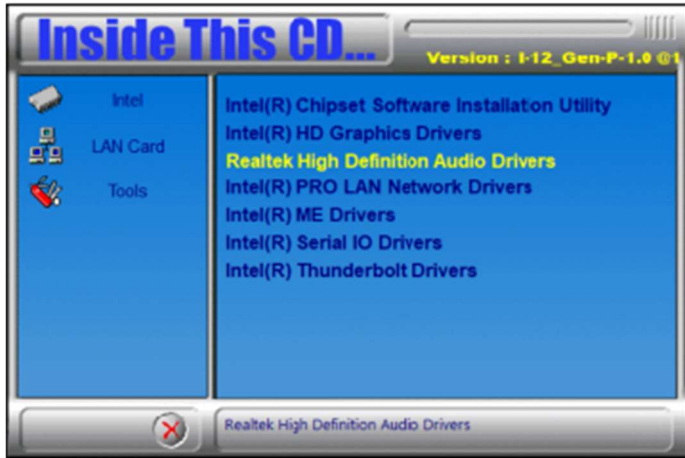 Inside This CD...
Version : I-12_Gen-P-1.0 @1
Intel
LAN Card
Tools
Intel(R) Chipset Software Installation Utility
Intel(R) HD Graphics Drivers
Realtek High Definition Audio Drivers
Intel(R) PRO LAN Network Drivers
Intel(R) ME Drivers
Intel(R) Serial IO Drivers
Intel(R) Thunderbolt Drivers
Realtek High Definition Audio Drivers